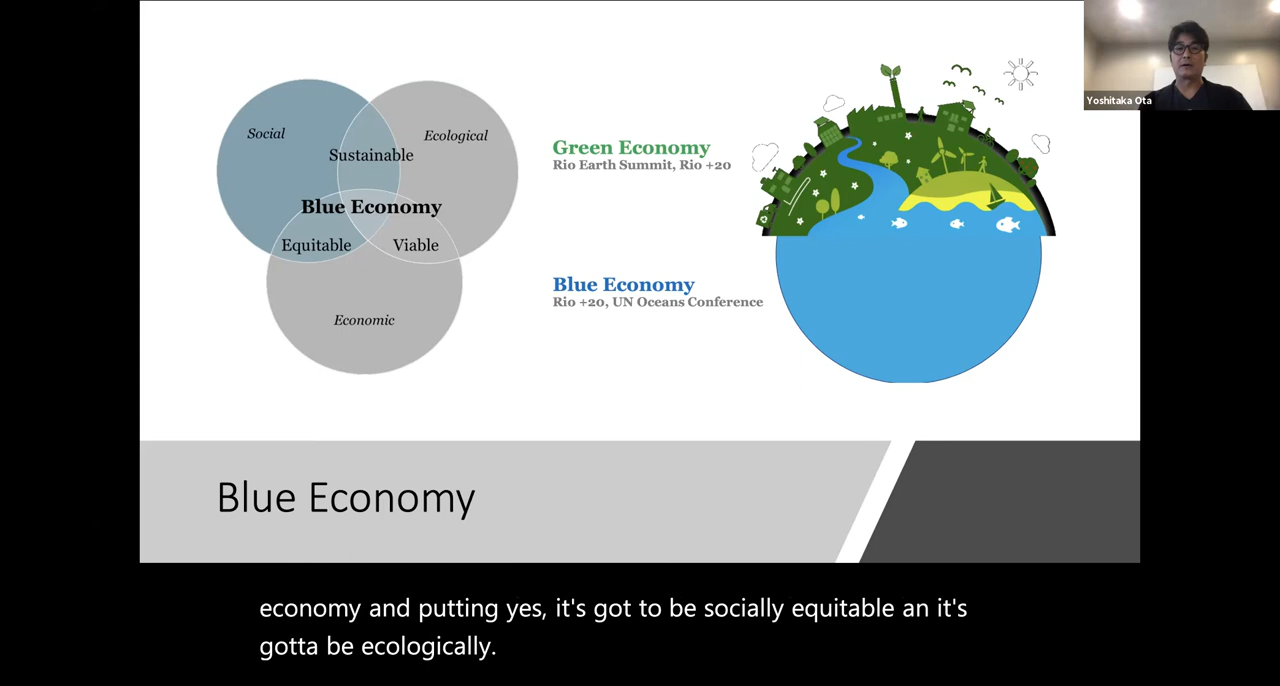 Yoshitaka Ota
Social
Ecological
Sustainable
Blue Economy
Equitable
Viable
Economic
Green Economy
Rio Earth Summit, Rio +20
Blue Economy
Rio +20, UN Oceans Conference
Blue Economy
economy and putting yes, it's got to be socially equitable an it's
gotta be ecologically.